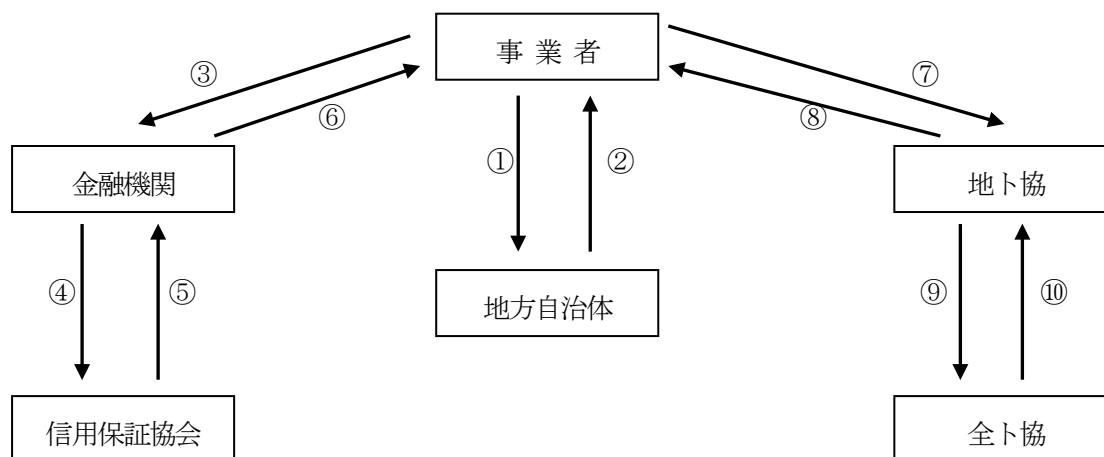 事 業 者
③
⑦
⑥
⑧
①
②
金融機関
地ト協
④
⑤
地方自治体
⑨
⑩
信用保証協会
全ト協